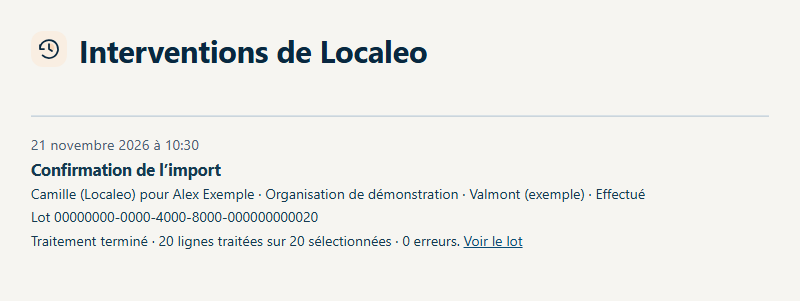 Interventions de Localeo
21 novembre 2026 à 10:30
Confirmation de l’import
Camille (Localeo) pour Alex Exemple · Organisation de démonstration · Valmont (exemple) · Effectué
Lot 00000000-0000-4000-8000-000000000020
Traitement terminé · 20 lignes traitées sur 20 sélectionnées · 0 erreurs. Voir le lot